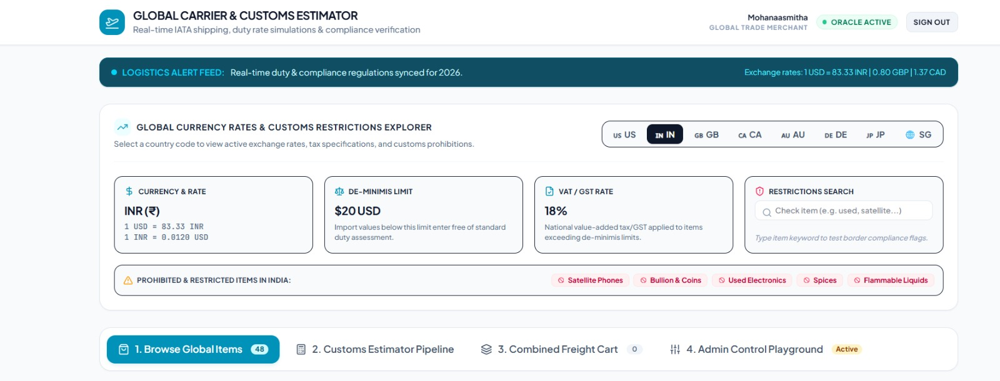 GLOBAL CARRIER & CUSTOMS ESTIMATOR
Real-time IATA shipping, duty rate simulations & compliance verification
Mohanaasmitha
GLOBAL TRADE MERCHANT
ORACLE ACTIVE
SIGN OUT
LOGISTICS ALERT FEED: Real-time duty & compliance regulations synced for 2026.
Exchange rates: 1 USD = 83.33 INR | 0.80 GBP | 1.37 CAD
GLOBAL CURRENCY RATES & CUSTOMS RESTRICTIONS EXPLORER
Select a country code to view active exchange rates, tax specifications, and customs prohibitions.
US US IN IN GB GB CA CA AU AU DE DE JP JP SG
CURRENCY & RATE
INR (₹)
1 USD = 83.33 INR
1 INR = 0.0120 USD
DE-MINIMIS LIMIT
$20 USD
Import values below this limit enter free of standard
duty assessment.
VAT / GST RATE
18%
National value-added tax/GST applied to items
exceeding de-minimis limits.
RESTRICTIONS SEARCH
Check item (e.g. used, satellite...)
Type item keyword to test border compliance flags.
PROHIBITED & RESTRICTED ITEMS IN INDIA:
Satellite Phones Bullion & Coins Used Electronics Spices Flammable Liquids
1. Browse Global Items 48
2. Customs Estimator Pipeline
3. Combined Freight Cart 0
4. Admin Control Playground Active